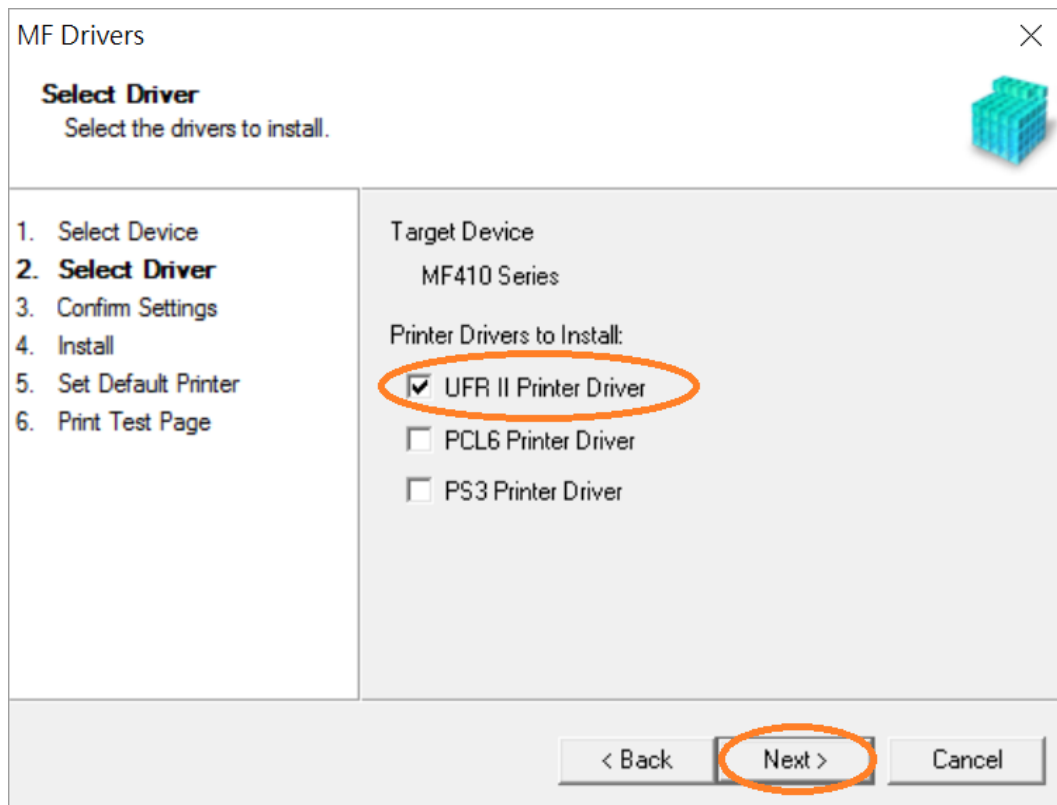 MF Drivers
Select Driver
Select the drivers to install.
1. Select Device
2. Select Driver
3. Confirm Settings
4. Install
5. Set Default Printer
6. Print Test Page
Target Device
MF410 Series
Printer Drivers to Install:
UFR II Printer Driver
PCL6 Printer Driver
PS3 Printer Driver
< Back
Next >
Cancel